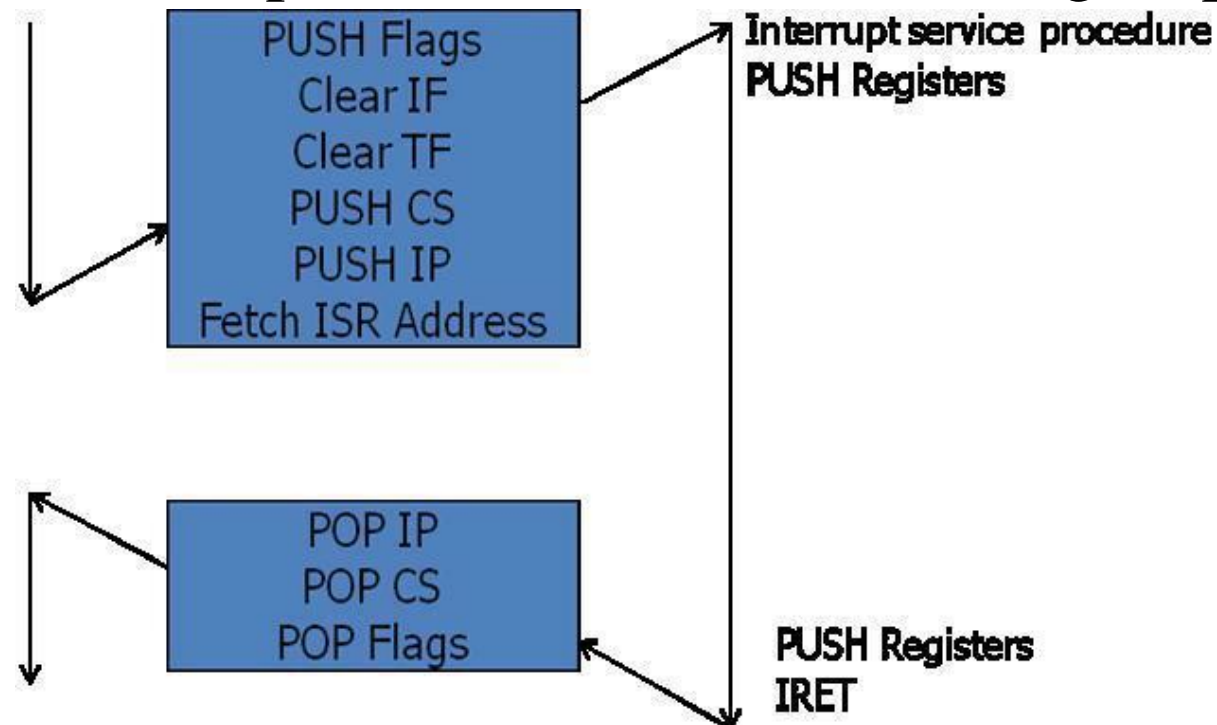 PUSH Flags
Clear IF
Clear TF
PUSH CS
PUSH IP
Fetch ISR Address
Interrupt service procedure
PUSH Registers
POP IP
POP CS
POP Flags
PUSH Registers
IRET